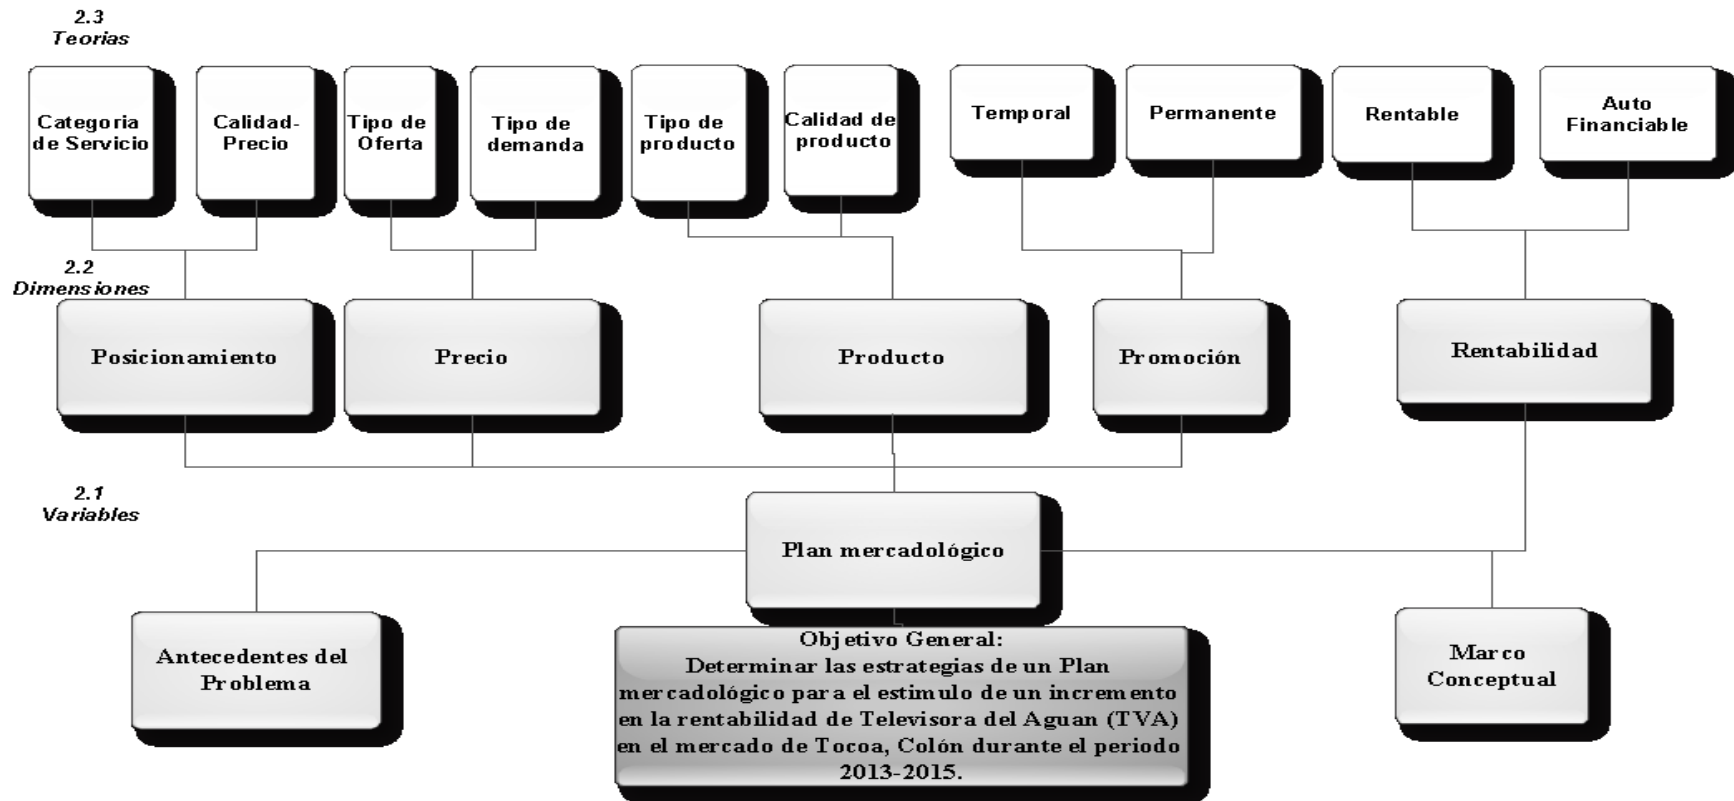 2.3
Teorias
Categoria
de Servicio
Calidad-
Precio
Tipo de
Oferta
Tipo de
demanda
Tipo de
producto
Calidad de
producto
Temporal
Permanente
Rentable
Auto
Financiable
2.2
Dimensiones
Posicionamiento
Precio
Producto
Promoción
Rentabilidad
2.1
Variables
Plan mercadológico
Antecedentes del
Problema
Objetivo General:
Determinar las estrategias de un Plan
mercadológico para el estimulo de un incremento
en la rentabilidad de Televisora del Aguan (TVA)
en el mercado de Tocoa, Colón durante el periodo
2013-2015.
Marco
Conceptual